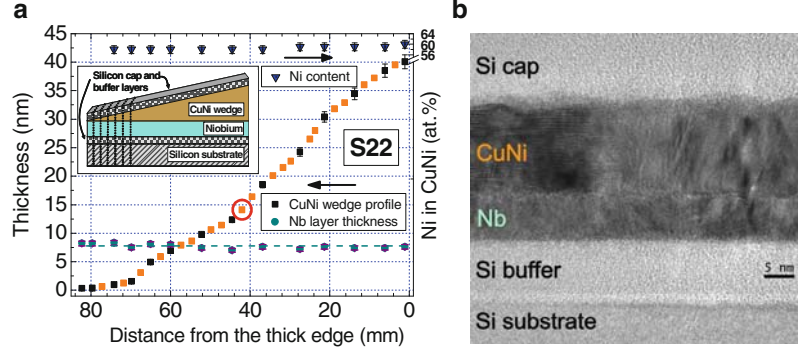 a
45
40
35
30
25
20
15
10
5
0
Thickness (nm)
80
60
40
20
0
Distance from the thick edge (mm)
64
60
56
Ni in CuNi (at.%)
Silicon cap and
buffer layers
CuNi wedge
Niobium
Silicon substrate
Ni content
S22
CuNi wedge profile
Nb layer thickness
b
Si cap
CuNi
Nb
Si buffer
5 nm
Si substrate